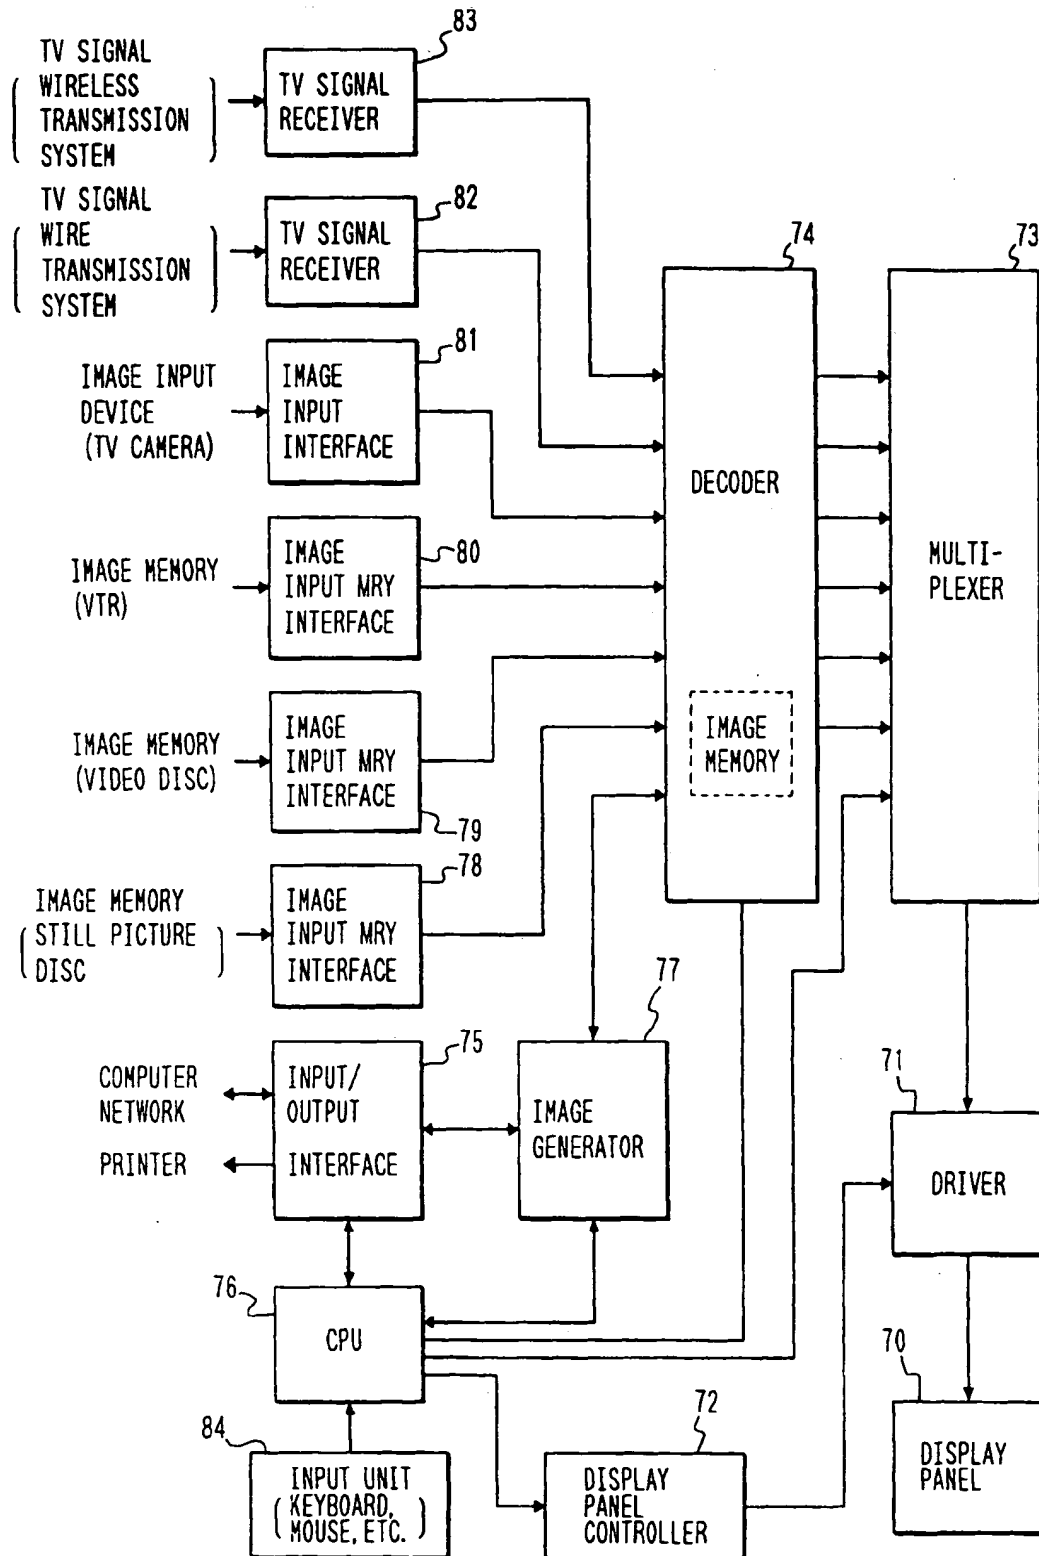 TV SIGNAL
WIRELESS
TRANSMISSION
SYSTEM
83
TV SIGNAL
RECEIVER
TV SIGNAL
WIRE
TRANSMISSION
SYSTEM
82
TV SIGNAL
RECEIVER
IMAGE INPUT
DEVICE
(TV CAMERA)
81
IMAGE
INPUT
INTERFACE
IMAGE MEMORY
(VTR)
80
IMAGE
INPUT MRY
INTERFACE
IMAGE MEMORY
(VIDEO DISC)
IMAGE
INPUT MRY
INTERFACE
79
IMAGE MEMORY
(STILL PICTURE
DISC)
78
IMAGE
INPUT MRY
INTERFACE
74
DECODER
IMAGE
MEMORY
73
MULTI-
PLEXER
COMPUTER
NETWORK
PRINTER
75
INPUT/
OUTPUT
INTERFACE
77
IMAGE
GENERATOR
71
DRIVER
76
CPU
70
DISPLAY
PANEL
84
INPUT UNIT
(KEYBOARD,
MOUSE, ETC.)
72
DISPLAY
PANEL
CONTROLLER